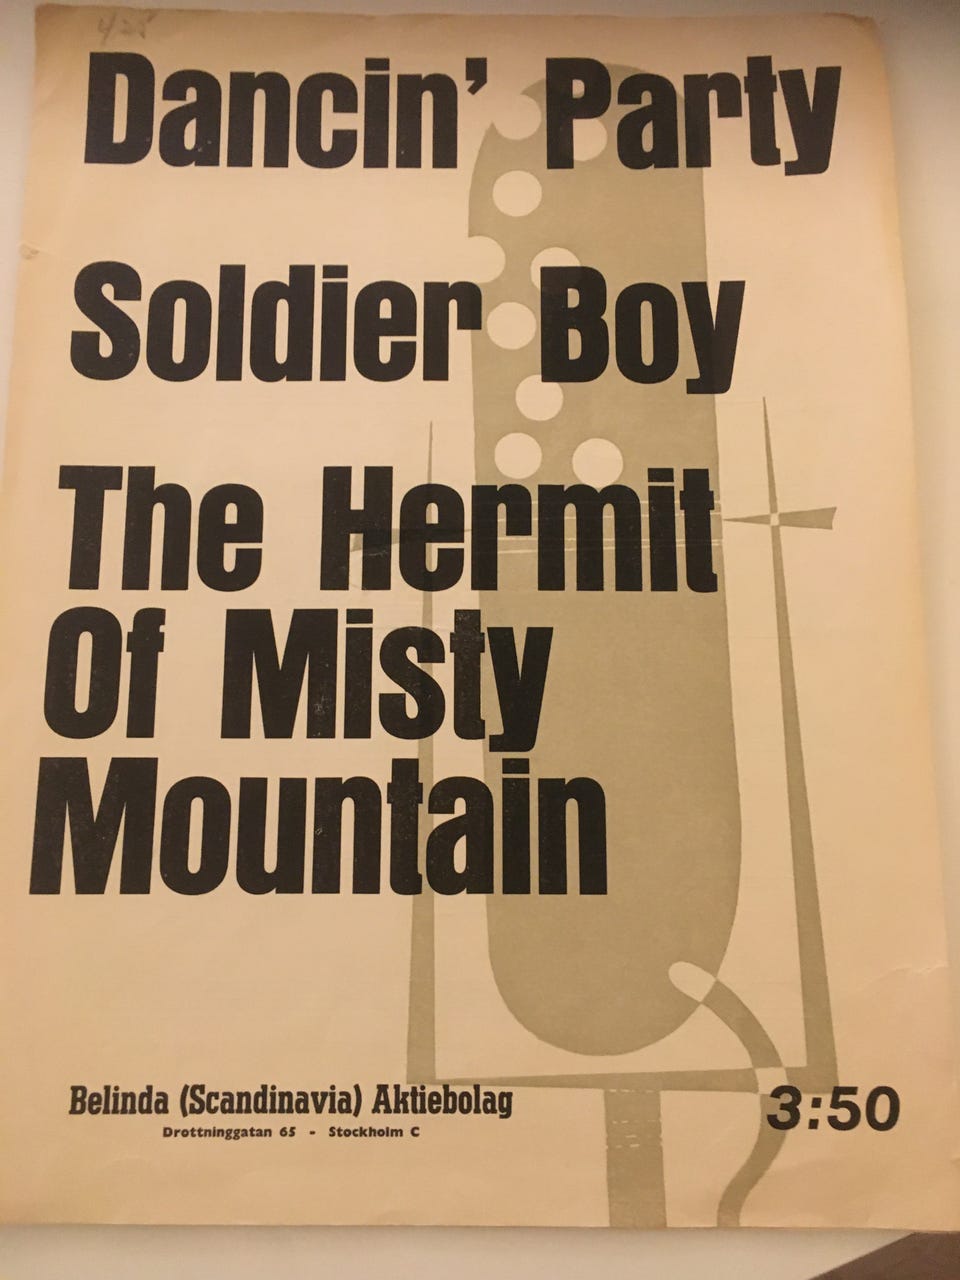 Dancin’ Party
Soldier Boy
The Hermit
Of Misty
Mountain
Belinda (Scandinavia) Aktiebolag
Drottninggatan 65 - Stockholm C
3:50